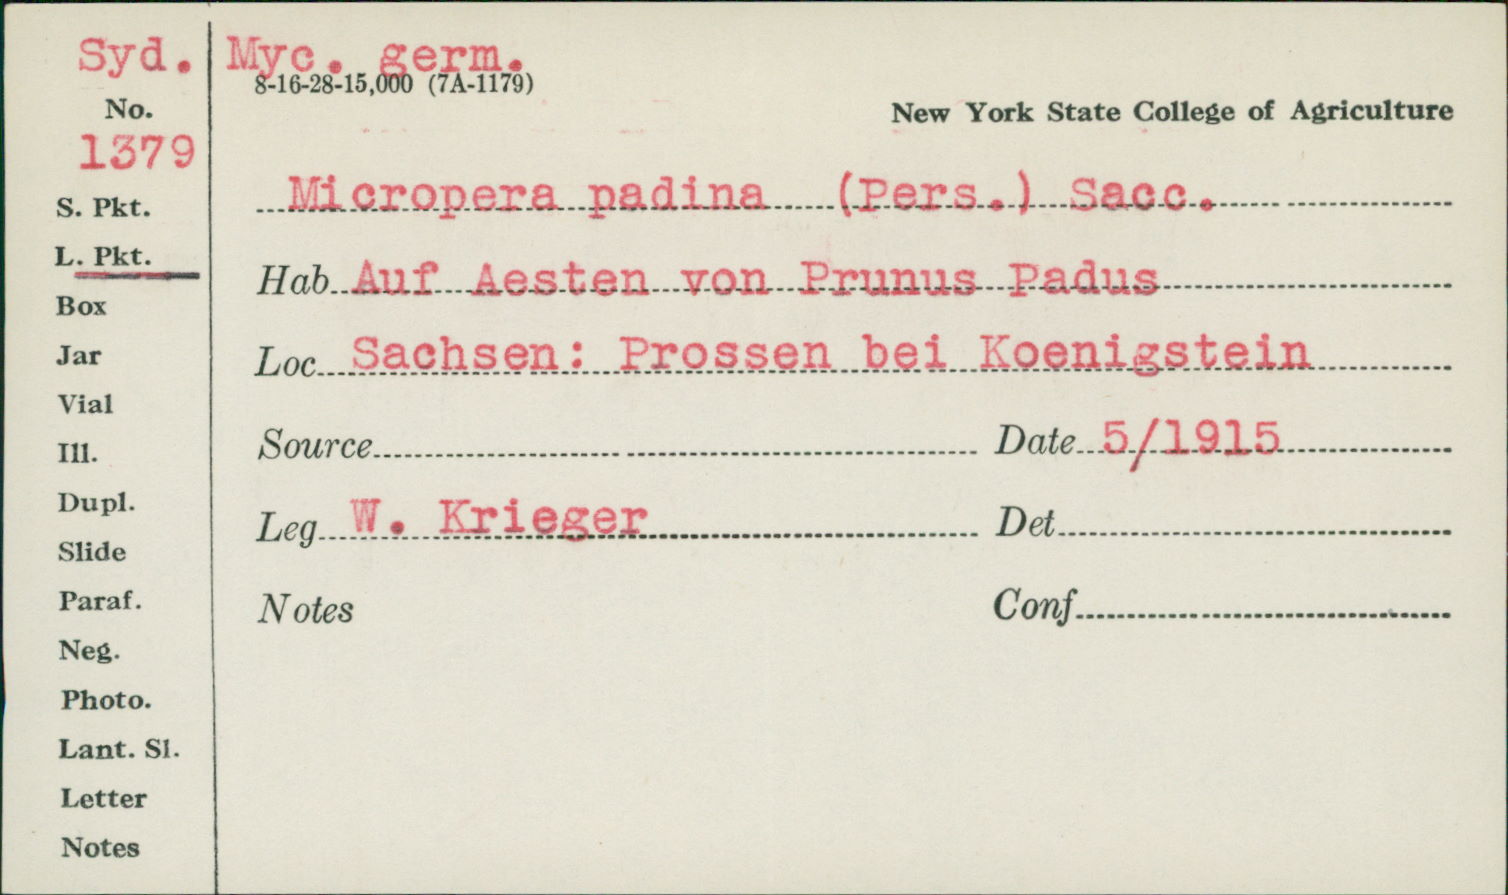 Syd. Myc. germ.
8-16-28-15,000 (7A-1179)
New York State College of Agriculture
No.
1379
Micropera padina (Pers.) Sacc.
S. Pkt.
L. Pkt.
Hab. Auf Aesten von Prunus Padus
Box
Jar
Loc. Sachsen: Prossen bei Koenigstein
Vial
Ill.
Source Date 5/1915
Dupl.
Slide
Leg. W. Krieger Det
Paraf.
Notes Conf
Neg.
Photo.
Lant. Sl.
Letter
Notes